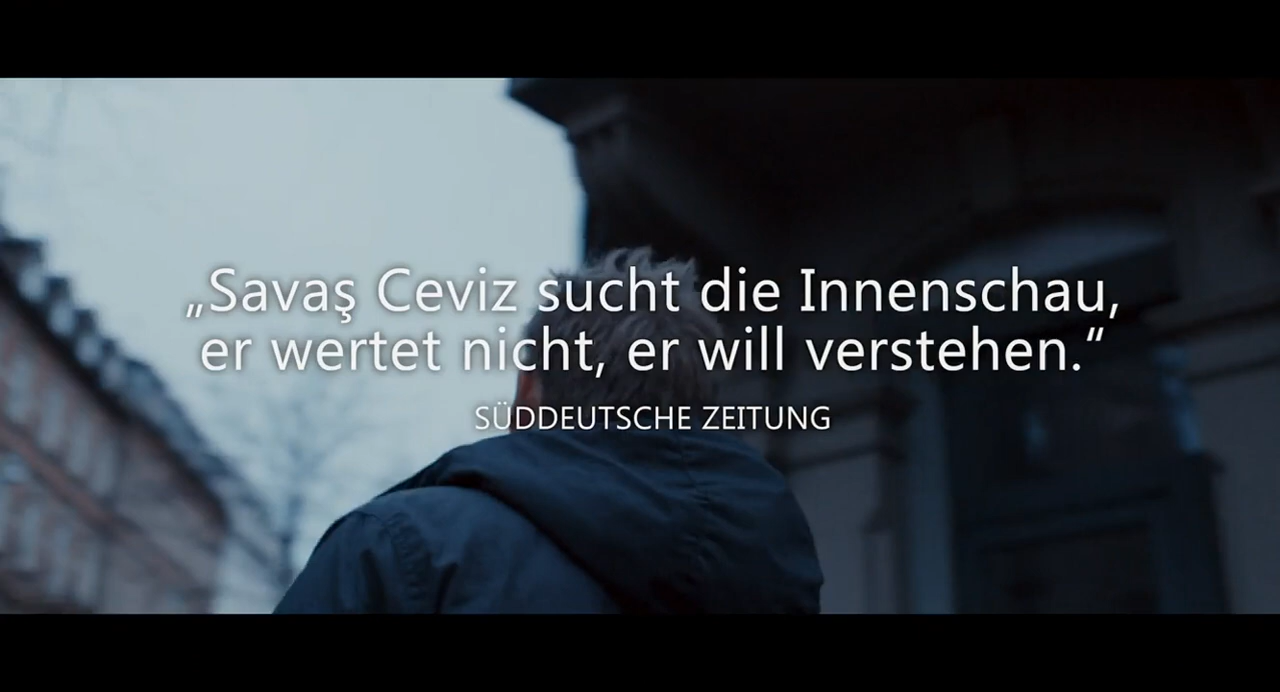 „Savaş Ceviz sucht die Innenschau,
er wertet nicht, er will verstehen.“
SÜDDEUTSCHE ZEITUNG